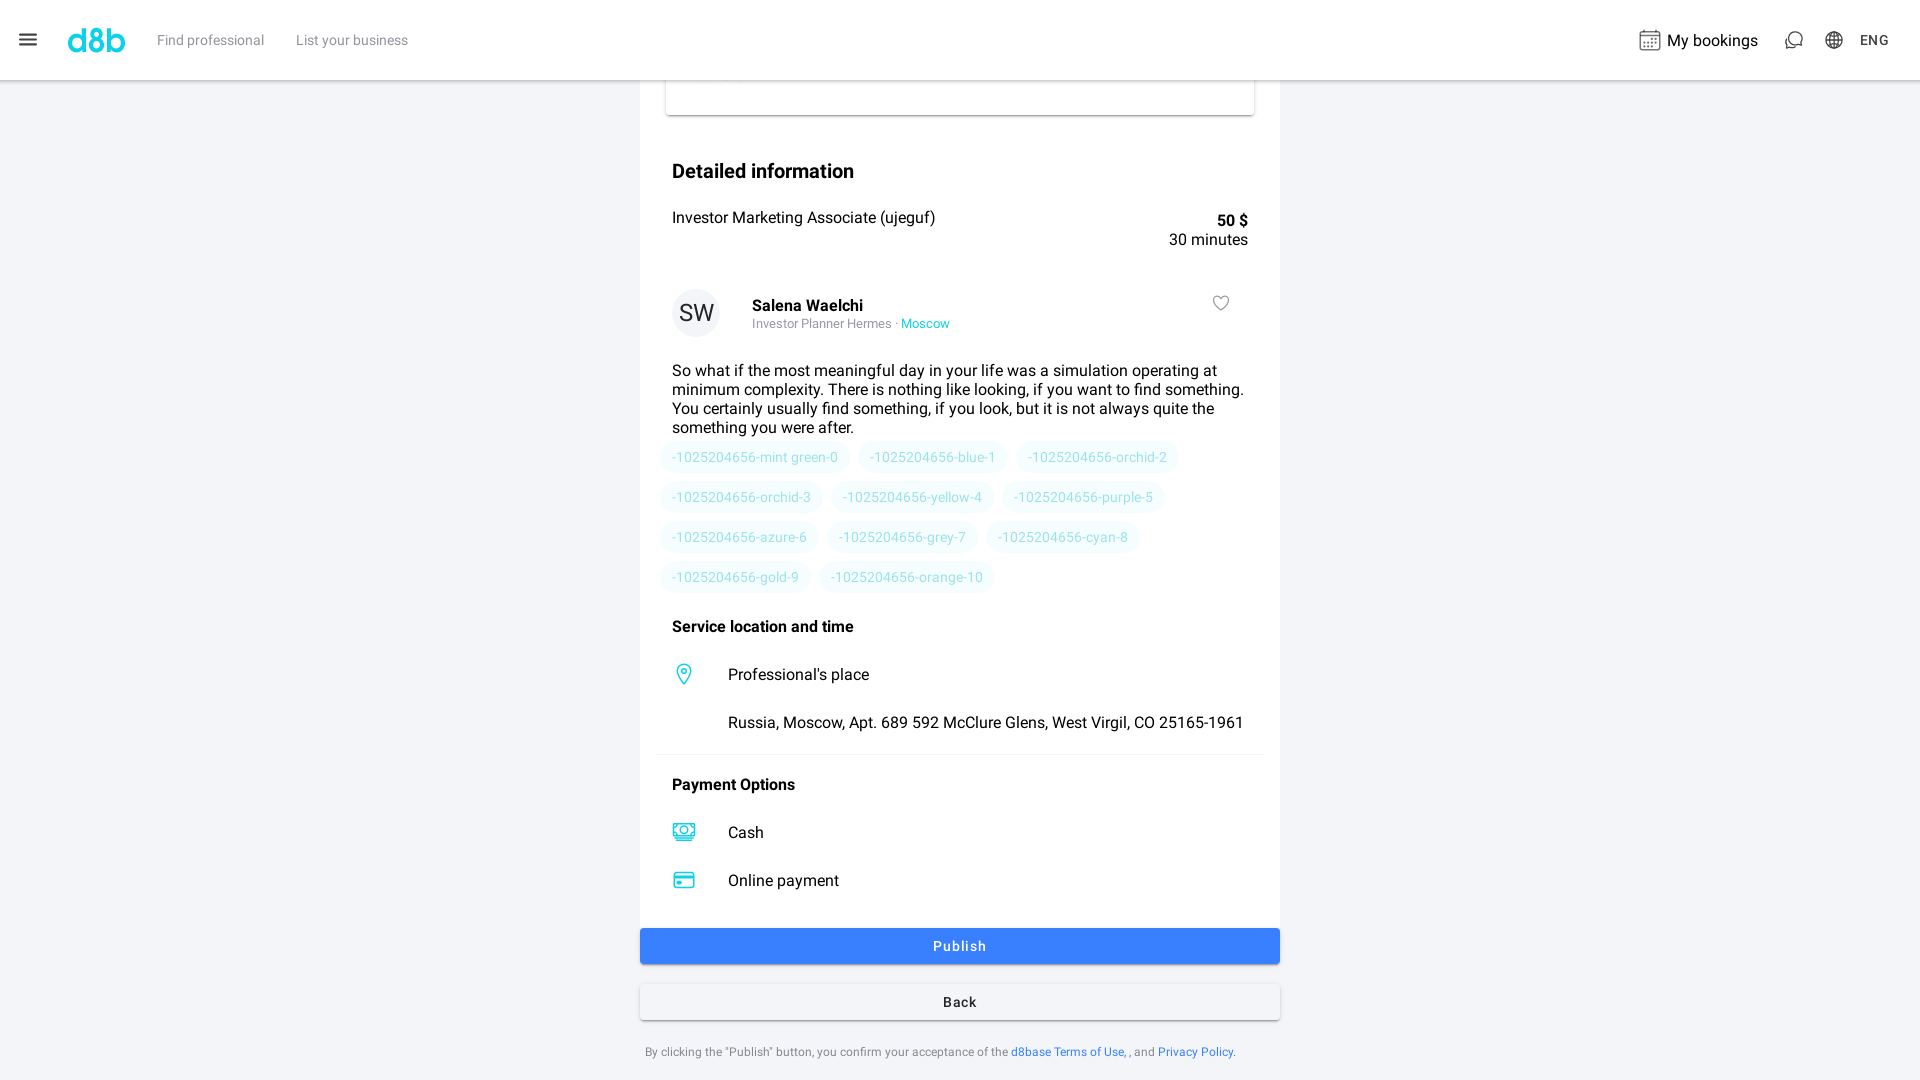 d8b
Find professional
List your business
My bookings
ENG
Detailed information
Investor Marketing Associate (ujeguf)
50 $
30 minutes
SW
Salena Waelchi
Investor Planner Hermes · Moscow
So what if the most meaningful day in your life was a simulation operating at
minimum complexity. There is nothing like looking, if you want to find something.
You certainly usually find something, if you look, but it is not always quite the
something you were after.
-1025204656-mint green-0 -1025204656-blue-1 -1025204656-orchid-2
-1025204656-orchid-3 -1025204656-yellow-4 -1025204656-purple-5
-1025204656-azure-6 -1025204656-grey-7 -1025204656-cyan-8
-1025204656-gold-9 -1025204656-orange-10
Service location and time
Professional's place
Russia, Moscow, Apt. 689 592 McClure Glens, West Virgil, CO 25165-1961
Payment Options
Cash
Online payment
Publish
Back
By clicking the "Publish" button, you confirm your acceptance of the d8base Terms of Use, , and Privacy Policy.